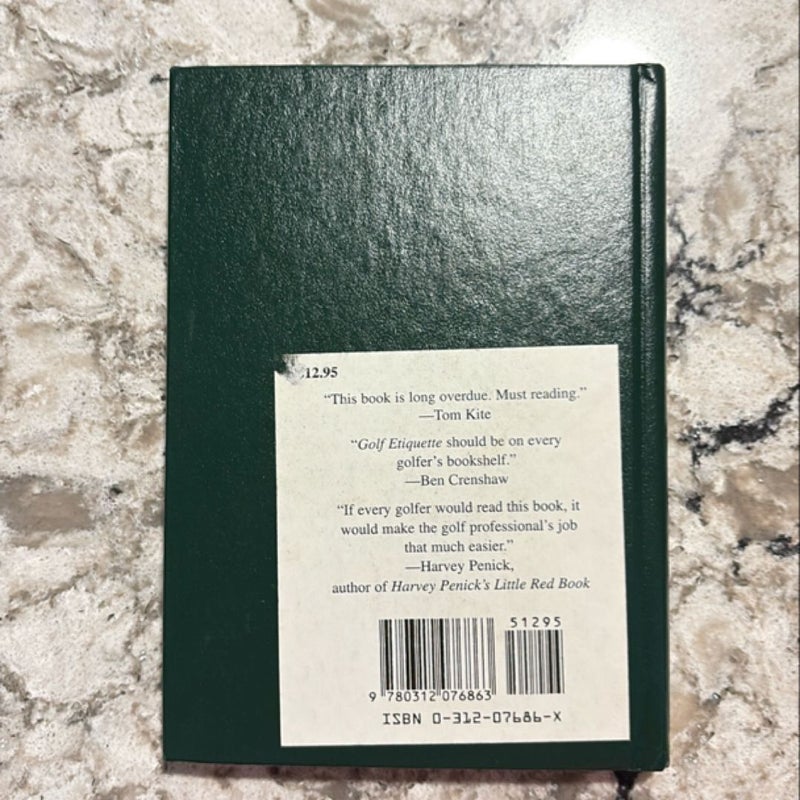 12.95
“This book is long overdue. Must reading.”
—Tom Kite
“Golf Etiquette should be on every
golfer’s bookshelf.”
—Ben Crenshaw
“If every golfer would read this book, it
would make the golf professional’s job
that much easier.”
—Harvey Penick,
author of Harvey Penick’s Little Red Book
51295
9 780312 076863
ISBN 0-312-07686-X